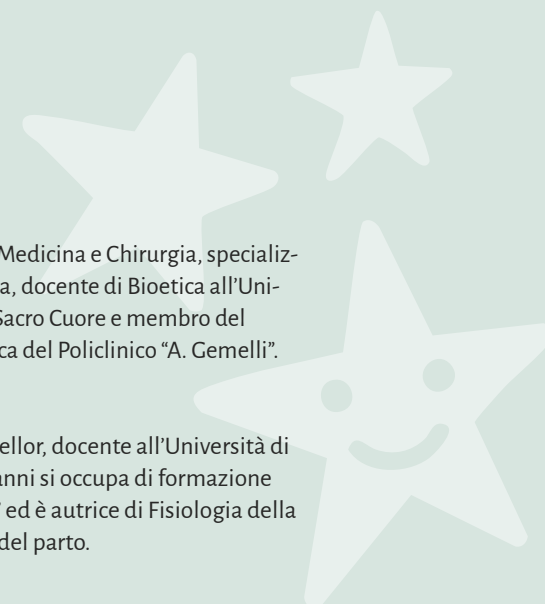 Medicina e Chirurgia, specializ-
a, docente di Bioetica all’Uni-
Sacro Cuore e membro del
ca del Policlinico “A. Gemelli”.
ellor, docente all’Università di
anni si occupa di formazione
” ed è autrice di Fisiologia della
del parto.